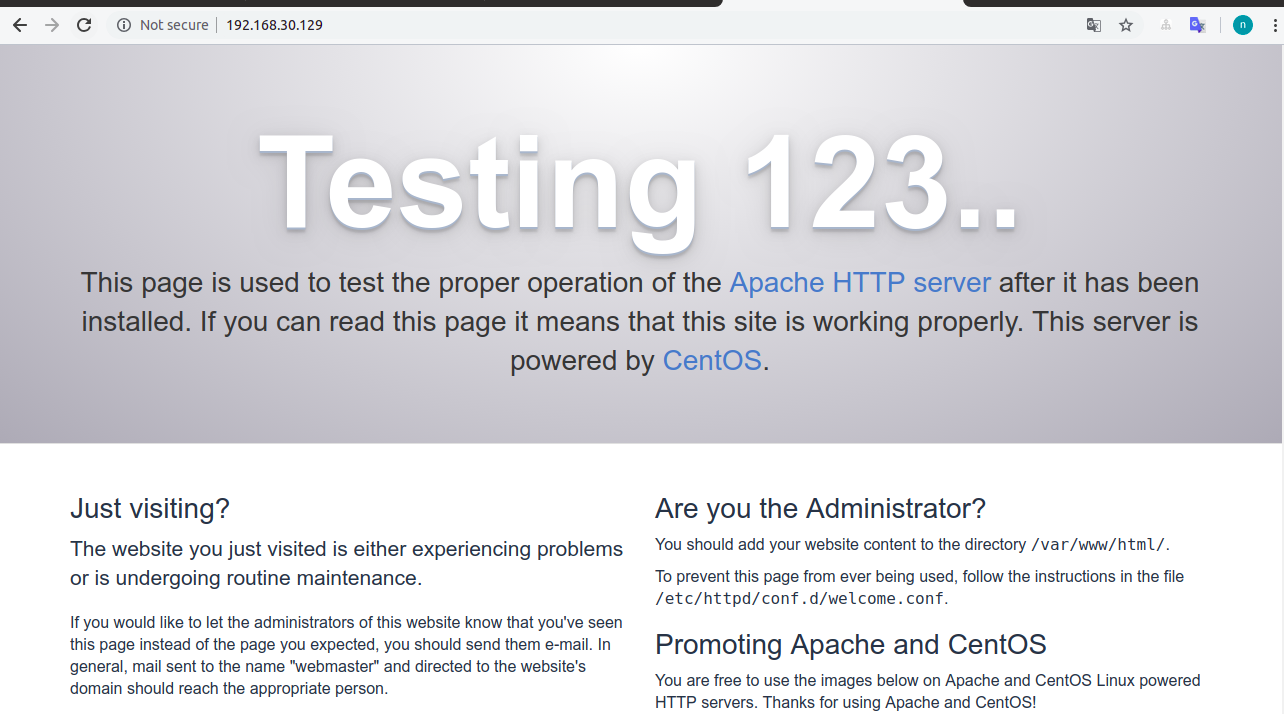 Not secure 192.168.30.129
n
Testing 123..
This page is used to test the proper operation of the Apache HTTP server after it has been
installed. If you can read this page it means that this site is working properly. This server is
powered by CentOS.
Just visiting?
The website you just visited is either experiencing problems
or is undergoing routine maintenance.
If you would like to let the administrators of this website know that you've seen
this page instead of the page you expected, you should send them e-mail. In
general, mail sent to the name "webmaster" and directed to the website's
domain should reach the appropriate person.
Are you the Administrator?
You should add your website content to the directory /var/www/html/.
To prevent this page from ever being used, follow the instructions in the file
/etc/httpd/conf.d/welcome.conf.
Promoting Apache and CentOS
You are free to use the images below on Apache and CentOS Linux powered
HTTP servers. Thanks for using Apache and CentOS!